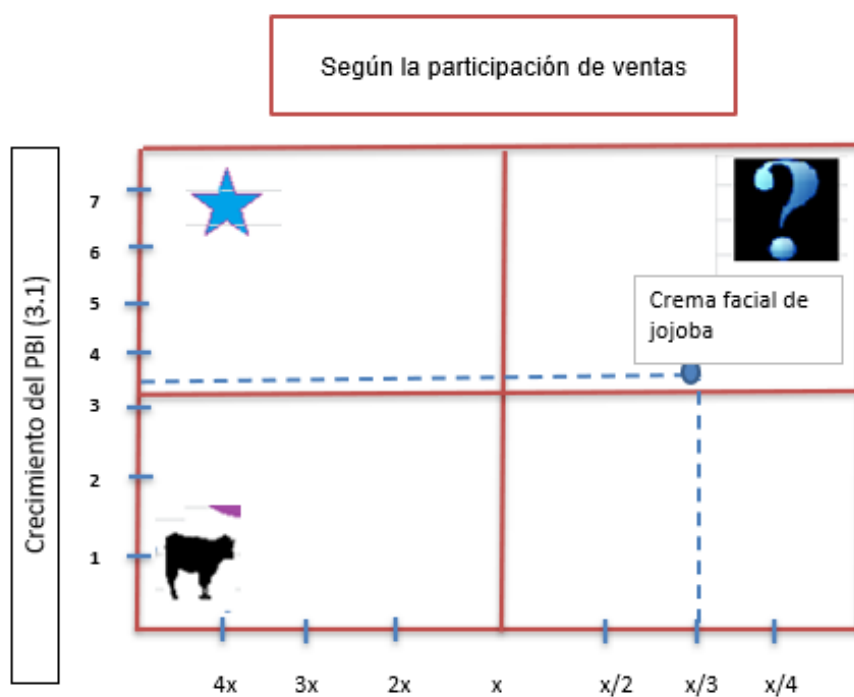 Según la participación de ventas
Crecimiento del PBI (3.1)
7
6
5
4
3
2
1
?
Crema facial de
jojoba
4x
3x
2x
x
x/2
x/3
x/4